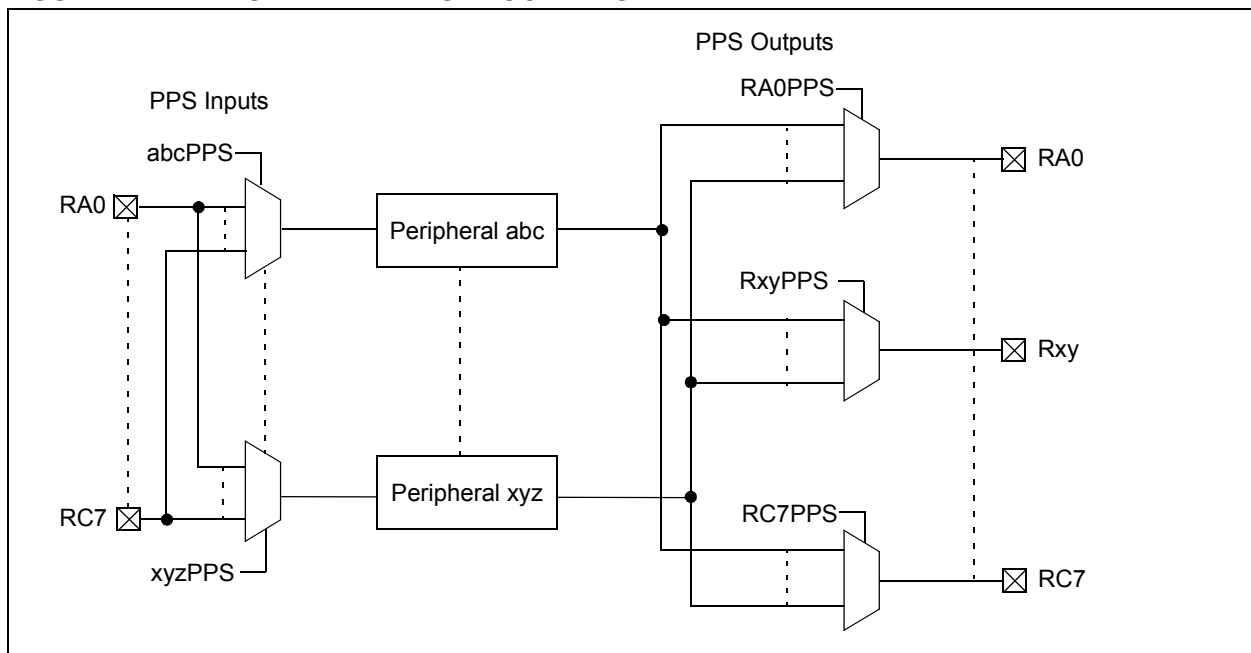 PPS Outputs
RA0PPS
PPS Inputs
abcPPS
RA0
RA0
Peripheral abc
RxyPPS
Rxy
Peripheral xyz
RC7
RC7PPS
xyzPPS
RC7